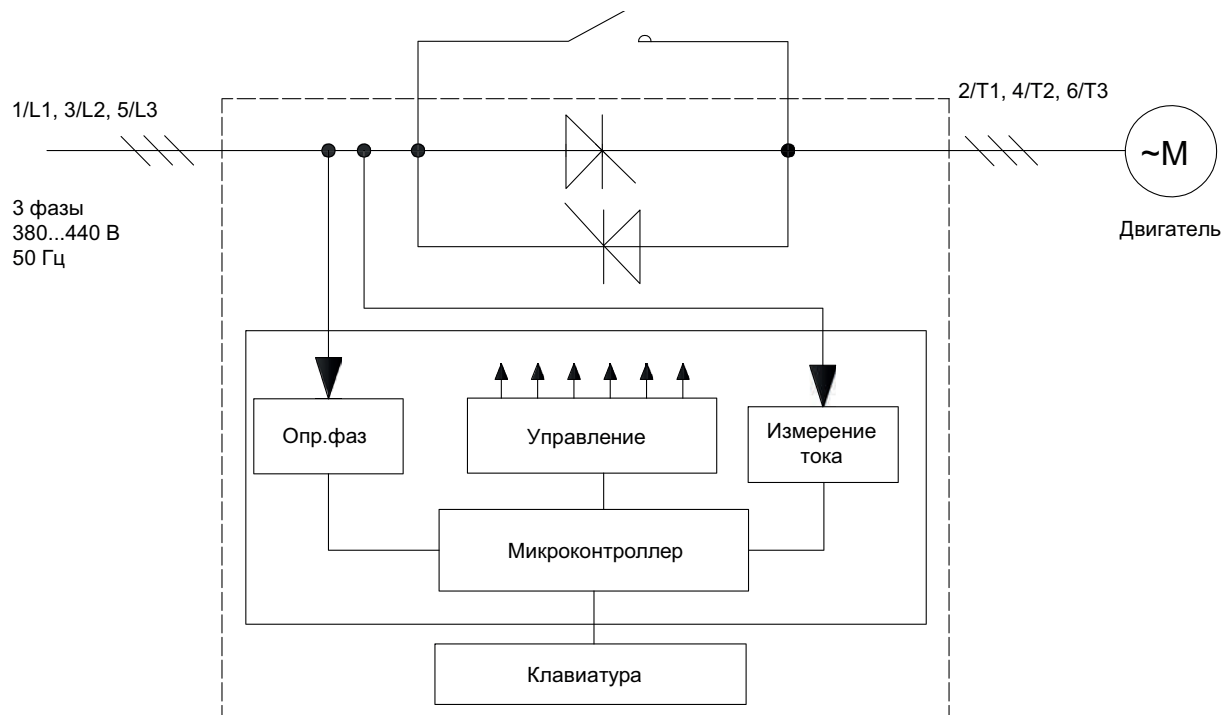 1/L1, 3/L2, 5/L3
2/T1, 4/T2, 6/T3
~М
3 фазы
380...440 В
50 Гц
Двигатель
Опр.фаз
Управление
Измерение
тока
Микроконтроллер
Клавиатура